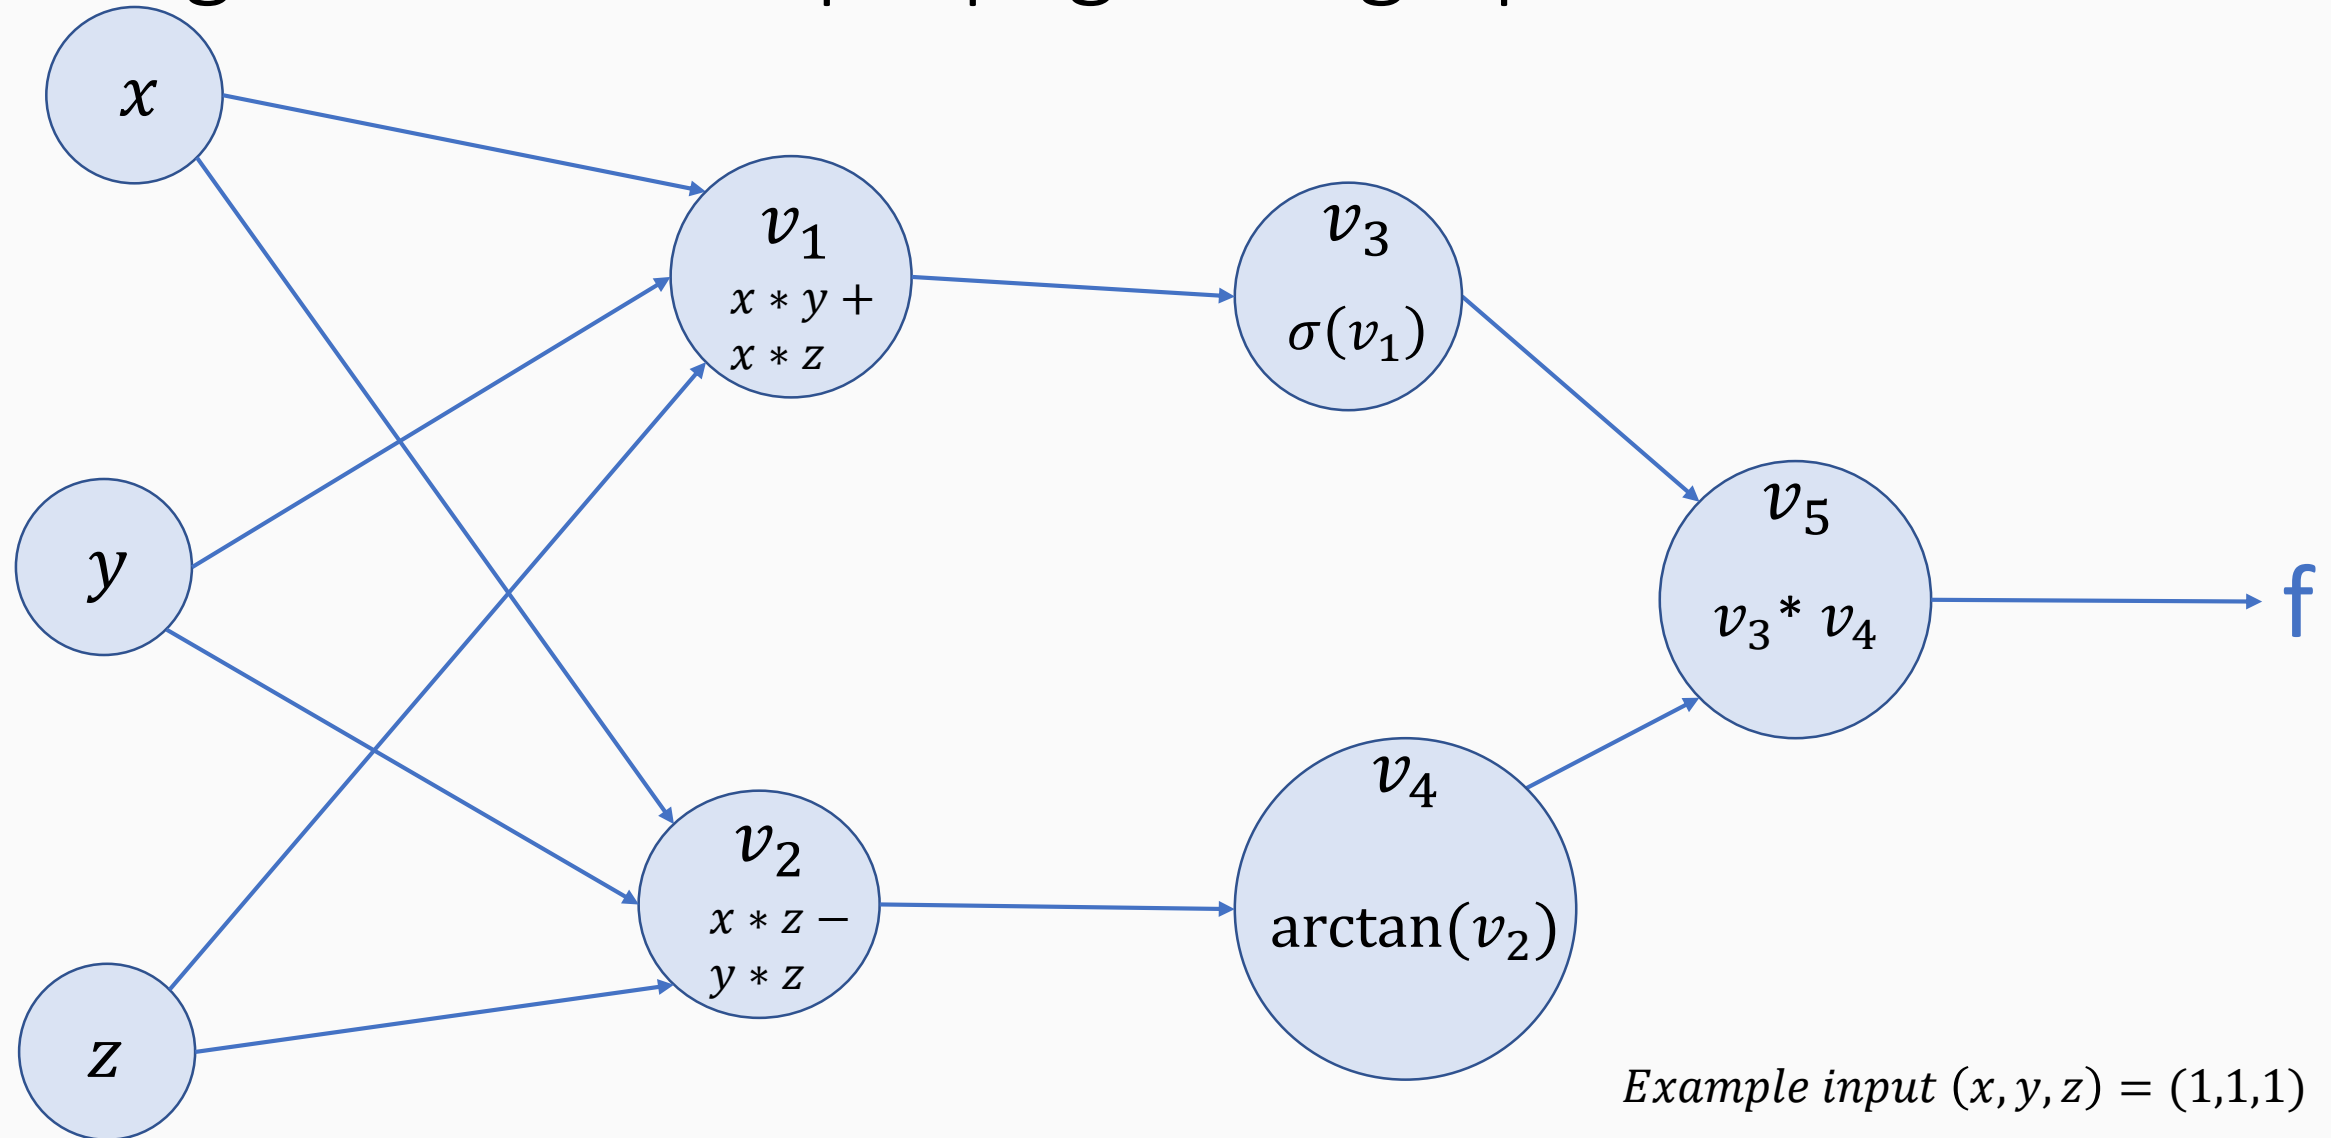 x
y
z
v₁
x * y +
x * z
v₂
x * z −
y * z
v₃
σ(v₁)
v₄
arctan(v₂)
v₅
v₃* v₄
f
Example input (x, y, z) = (1,1,1)